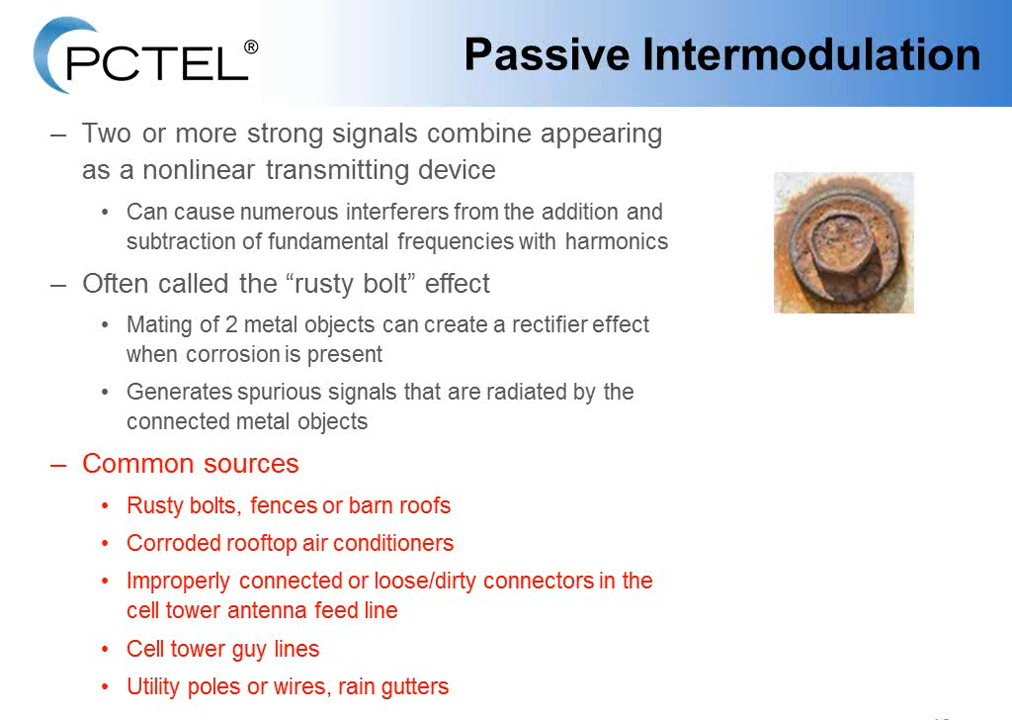 PCTEL®
Passive Intermodulation
– Two or more strong signals combine appearing
as a nonlinear transmitting device
• Can cause numerous interferers from the addition and
subtraction of fundamental frequencies with harmonics
– Often called the “rusty bolt” effect
• Mating of 2 metal objects can create a rectifier effect
when corrosion is present
• Generates spurious signals that are radiated by the
connected metal objects
– Common sources
• Rusty bolts, fences or barn roofs
• Corroded rooftop air conditioners
• Improperly connected or loose/dirty connectors in the
cell tower antenna feed line
• Cell tower guy lines
• Utility poles or wires, rain gutters